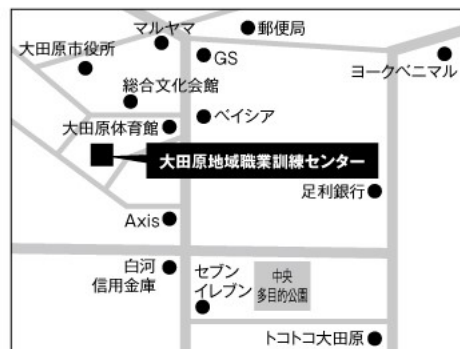 マルヤマ
郵便局
大田原市役所
GS
ヨークベニマル
総合文化会館
ベイシア
大田原体育館
大田原地域職業訓練センター
足利銀行
Axis
白河
信用金庫
セブン
イレブン
中央
多目的公園
トコトコ大田原